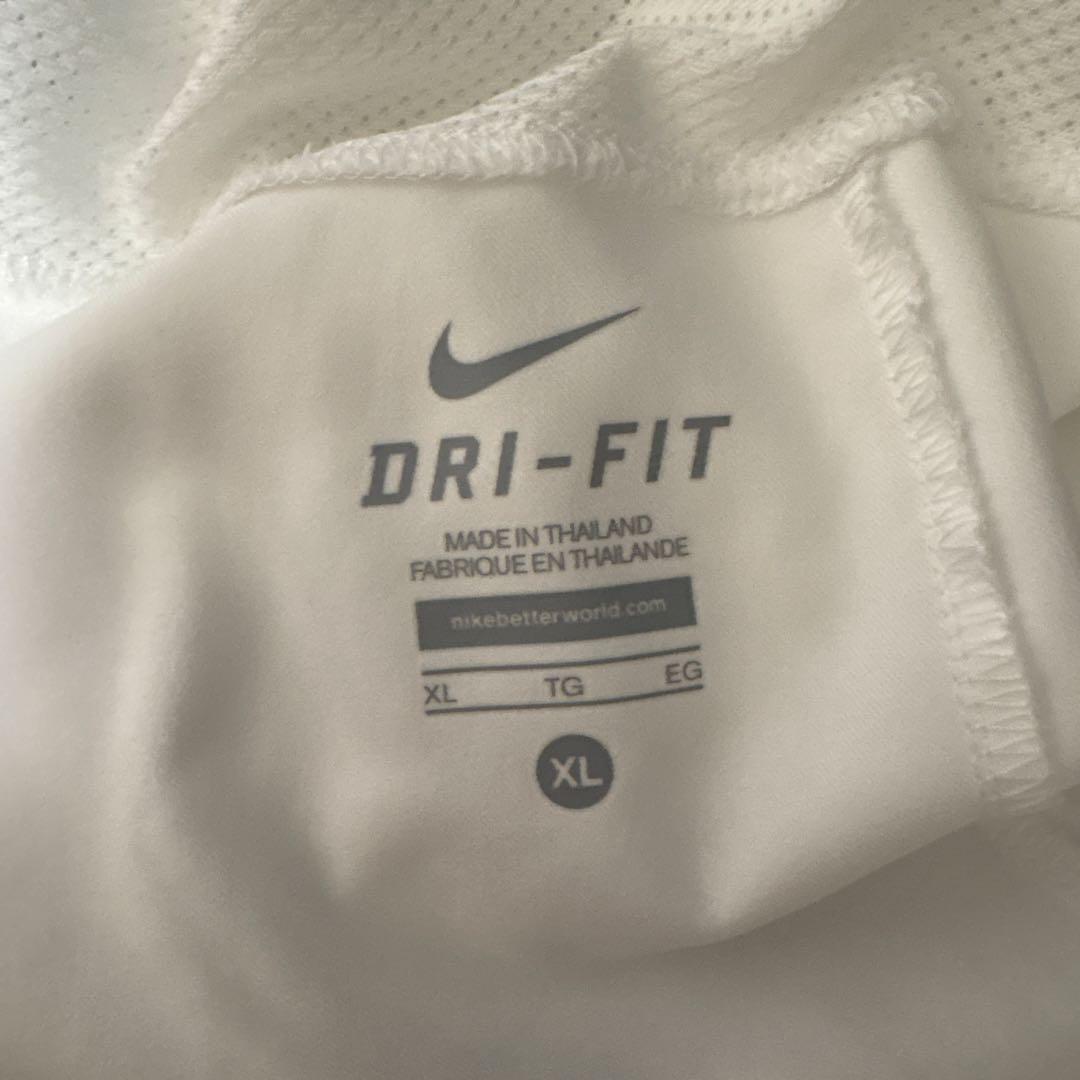 DRI-FIT
MADE IN THAILAND
FABRIQUE EN THAILANDE
nikebetterworld.com
XL TG EG
XL